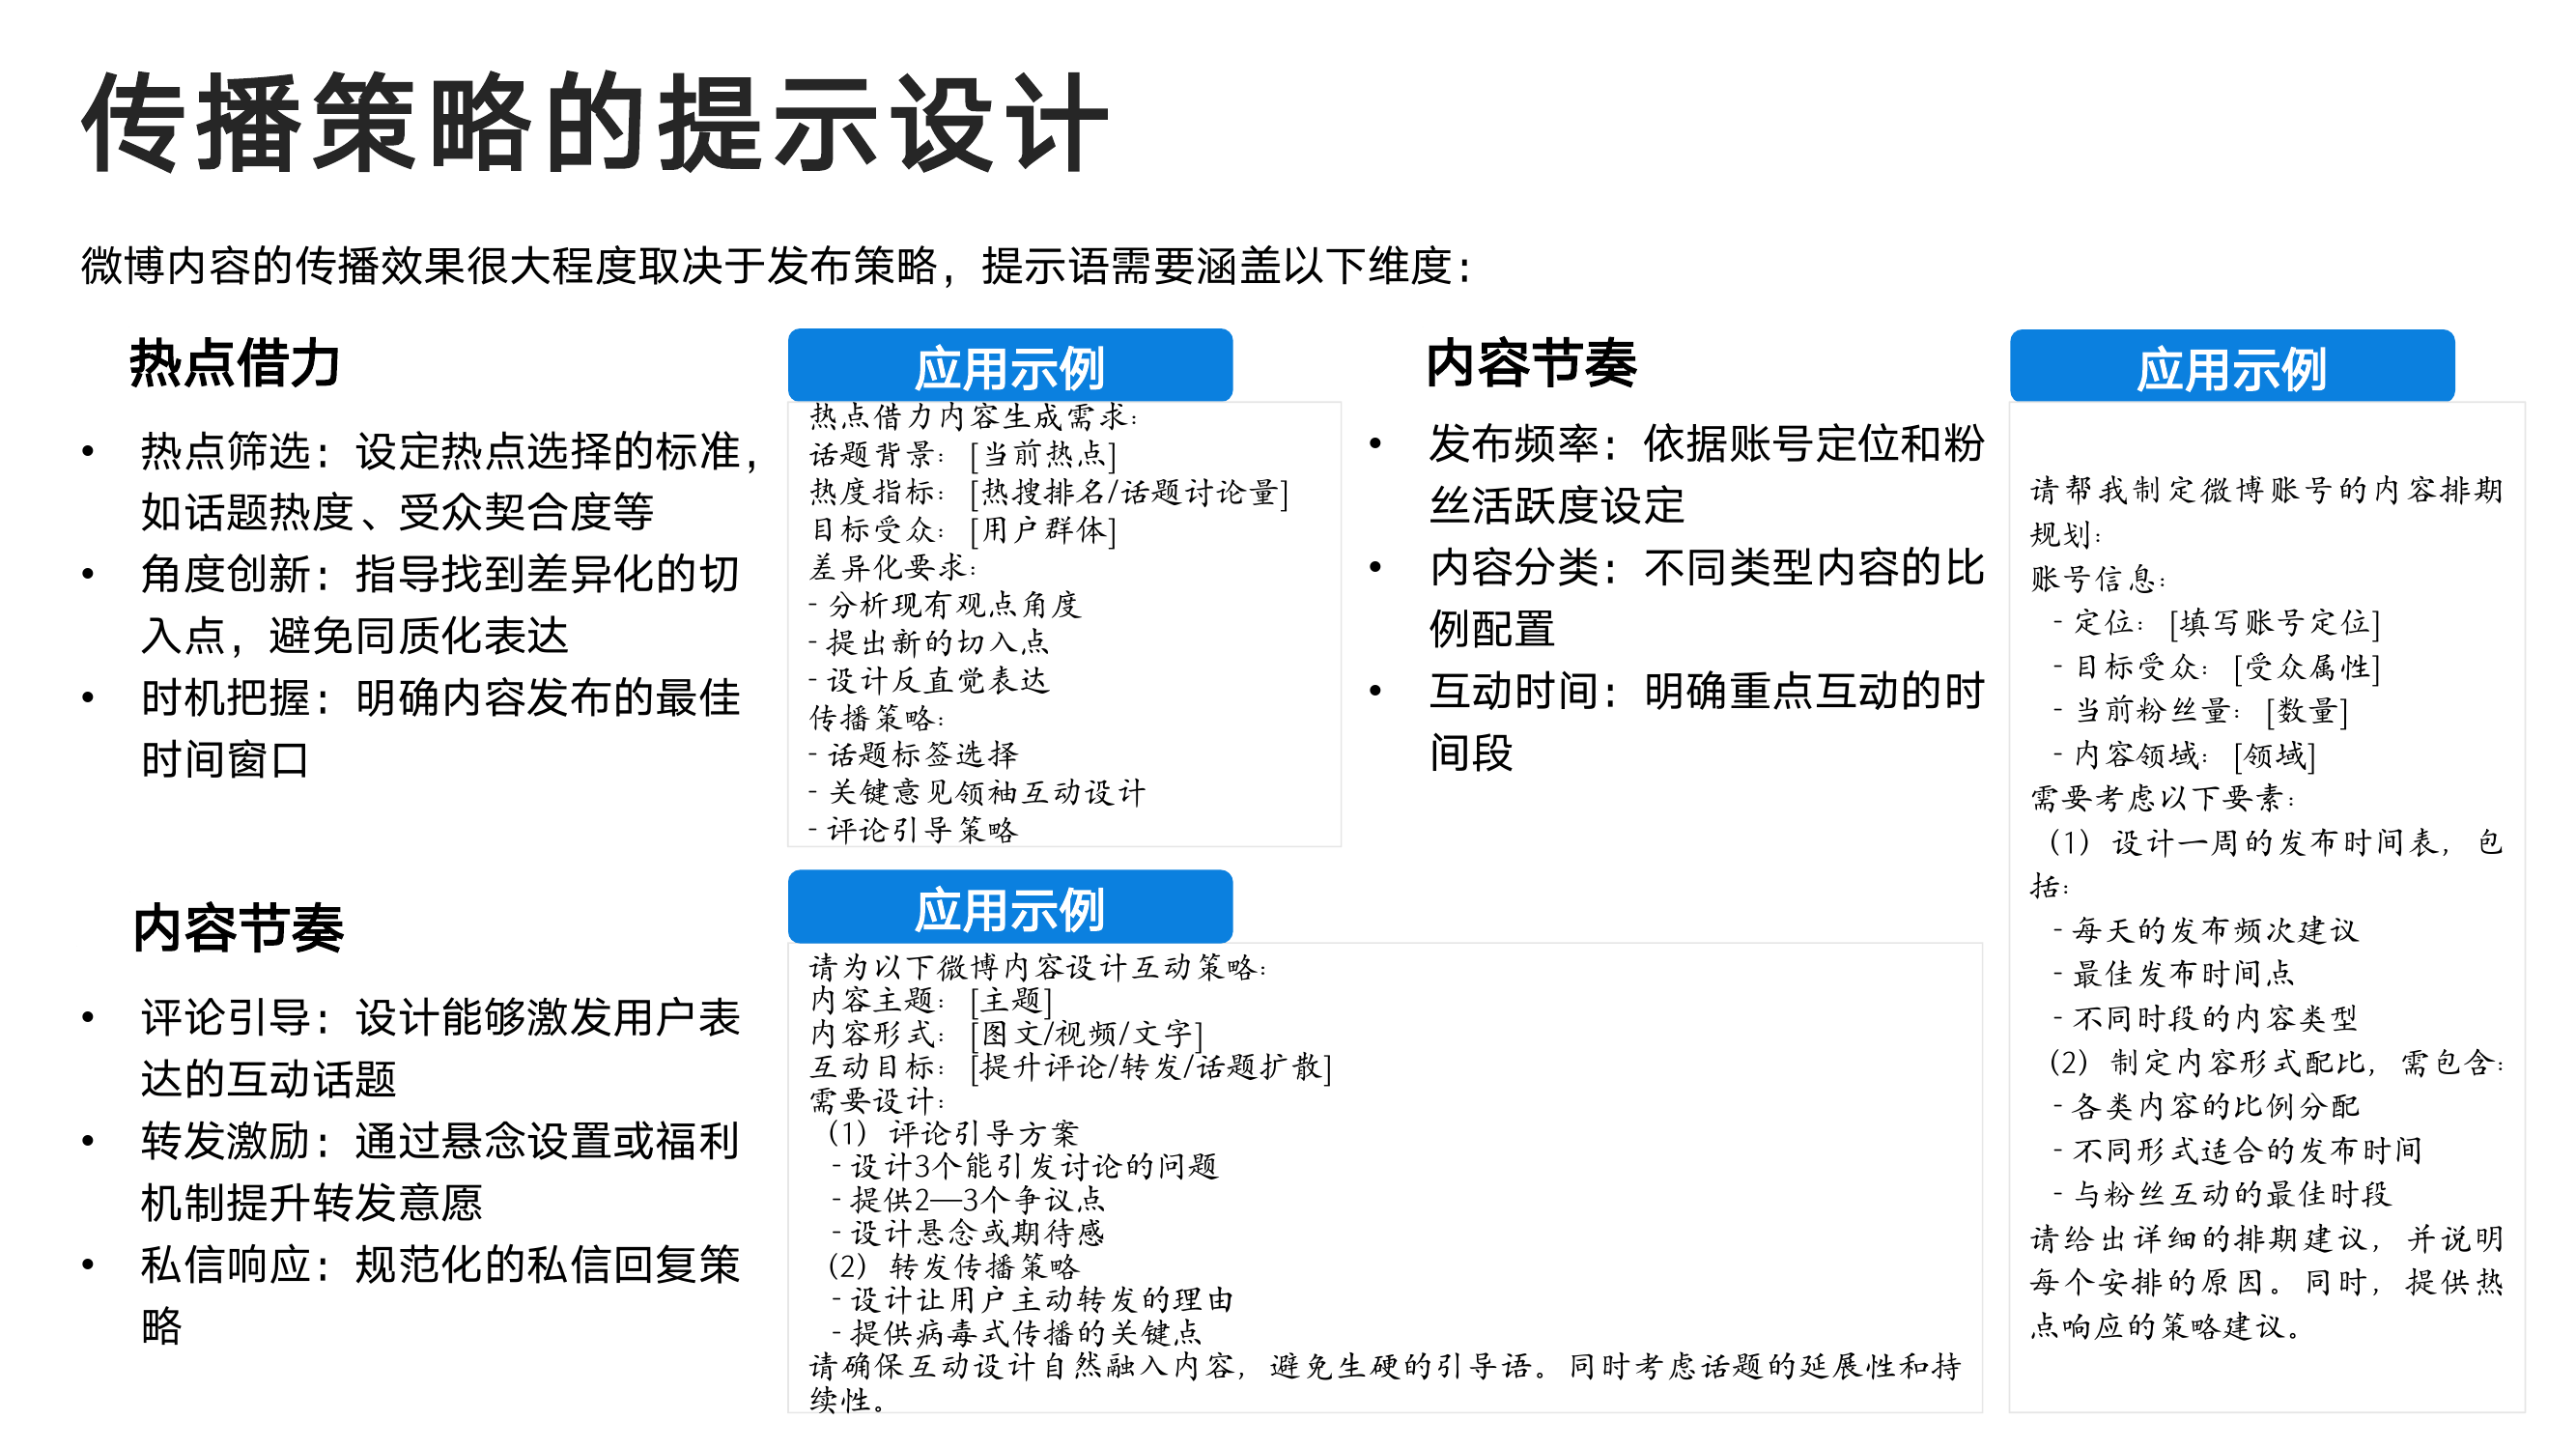 传播策略的提示设计
微博内容的传播效果很大程度取决于发布策略，提示语需要涵盖以下维度：
热点借力
• 热点筛选：设定热点选择的标准，
如话题热度、受众契合度等
• 角度创新：指导找到差异化的切
入点，避免同质化表达
• 时机把握：明确内容发布的最佳
时间窗口
应用示例
热点借力内容生成需求：
话题背景：[当前热点]
热度指标：[热搜排名/话题讨论量]
目标受众：[用户群体]
差异化要求：
- 分析现有观点角度
- 提出新的切入点
- 设计反直觉表达
传播策略：
- 话题标签选择
- 关键意见领袖互动设计
- 评论引导策略
内容节奏
• 发布频率：依据账号定位和粉
丝活跃度设定
• 内容分类：不同类型内容的比
例配置
• 互动时间：明确重点互动的时
间段
应用示例
请帮我制定微博账号的内容排期
规划：
账号信息：
- 定位：[填写账号定位]
- 目标受众：[受众属性]
- 当前粉丝量：[数量]
- 内容领域：[领域]
需要考虑以下要素：
（1）设计一周的发布时间表，包
括：
- 每天的发布频次建议
- 最佳发布时间点
- 不同时段的内容类型
（2）制定内容形式配比，需包含：
- 各类内容的比例分配
- 不同形式适合的发布时间
- 与粉丝互动的最佳时段
请给出详细的排期建议，并说明
每个安排的原因。同时，提供热
点响应的策略建议。
内容节奏
• 评论引导：设计能够激发用户表
达的互动话题
• 转发激励：通过悬念设置或福利
机制提升转发意愿
• 私信响应：规范化的私信回复策
略
应用示例
请为以下微博内容设计互动策略：
内容主题：[主题]
内容形式：[图文/视频/文字]
互动目标：[提升评论/转发/话题扩散]
需要设计：
（1）评论引导方案
- 设计3个能引发讨论的问题
- 提供2—3个争议点
- 设计悬念或期待感
（2）转发传播策略
- 设计让用户主动转发的理由
- 提供病毒式传播的关键点
请确保互动设计自然融入内容，避免生硬的引导语。同时考虑话题的延展性和持
续性。